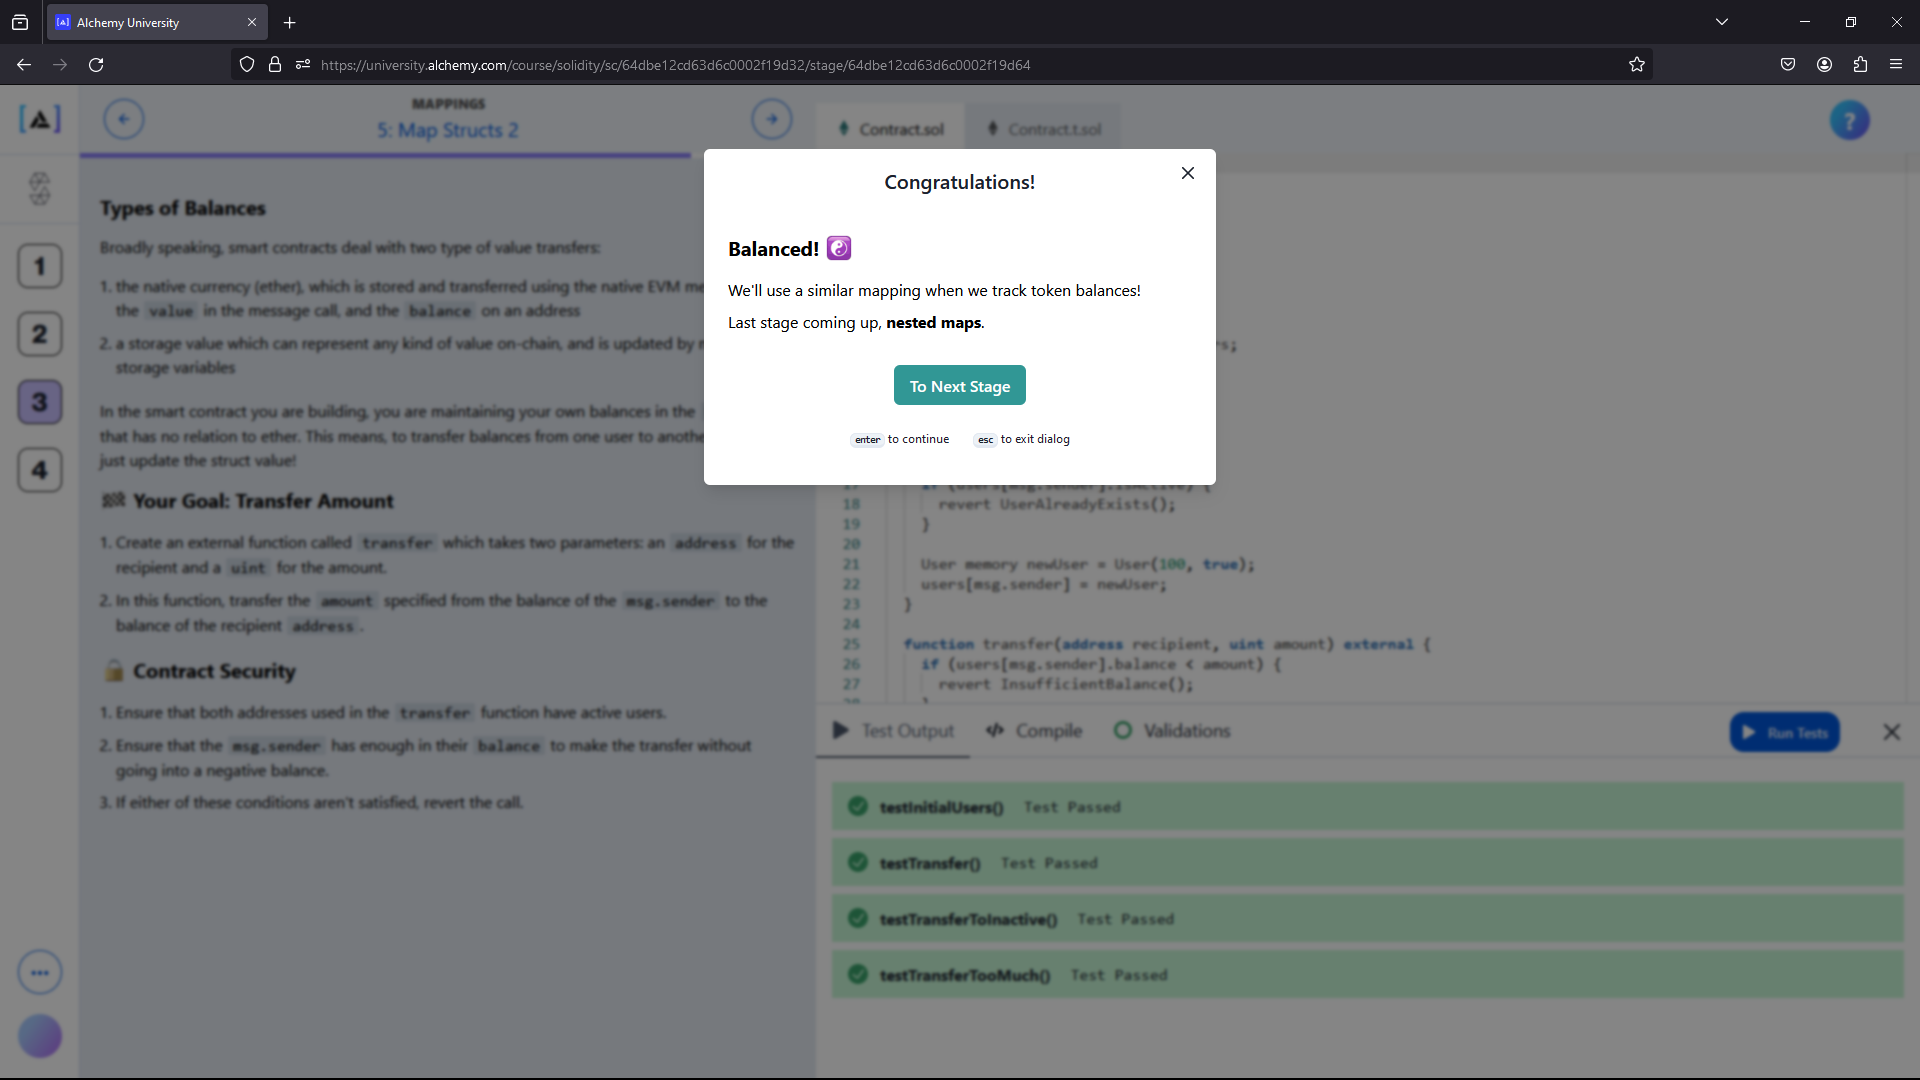 Alchemy University
https://university.alchemy.com/course/solidity/sc/64dbe12cd63d6c0002f19d32/stage/64dbe12cd63d6c0002f19d64
MAPPINGS
5: Map Structs 2
Contract.sol
Contract.t.sol
?
1
2
3
4
Types of Balances
Broadly speaking, smart contracts deal with two type of value transfers:
1. the native currency (ether), which is stored and transferred using the native EVM
the value in the message call, and the balance on an address
2. a storage value which can represent any kind of value on-chain, and is updated by
storage variables
In the smart contract you are building, you are maintaining your own balances in the
that has no relation to ether. This means, to transfer balances from one user to
just update the struct value!
Your Goal: Transfer Amount
1. Create an external function called transfer which takes two parameters: an address for the
recipient and a uint for the amount.
2. In this function, transfer the amount specified from the balance of the msg.sender to the
balance of the recipient address.
Contract Security
1. Ensure that both addresses used in the transfer function have active users.
2. Ensure that the msg.sender has enough in their balance to make the transfer without
going into a negative balance.
3. If either of these conditions aren't satisfied, revert the call.
Congratulations!
Balanced!
We'll use a similar mapping when we track token balances!
Last stage coming up, nested maps.
To Next Stage
enter to continue esc to exit dialog
18 revert UserAlreadyExists();
19 }
20
21 User memory newUser = User(100, true);
22 users[msg.sender] = newUser;
23 }
24
25 function transfer(address recipient, uint amount) external {
26 if (users[msg.sender].balance < amount) {
27 revert InsufficientBalance();
Test Output
Compile
Validations
Run Tests
testInitialUsers() Test Passed
testTransfer() Test Passed
testTransferToInactive() Test Passed
testTransferTooMuch() Test Passed